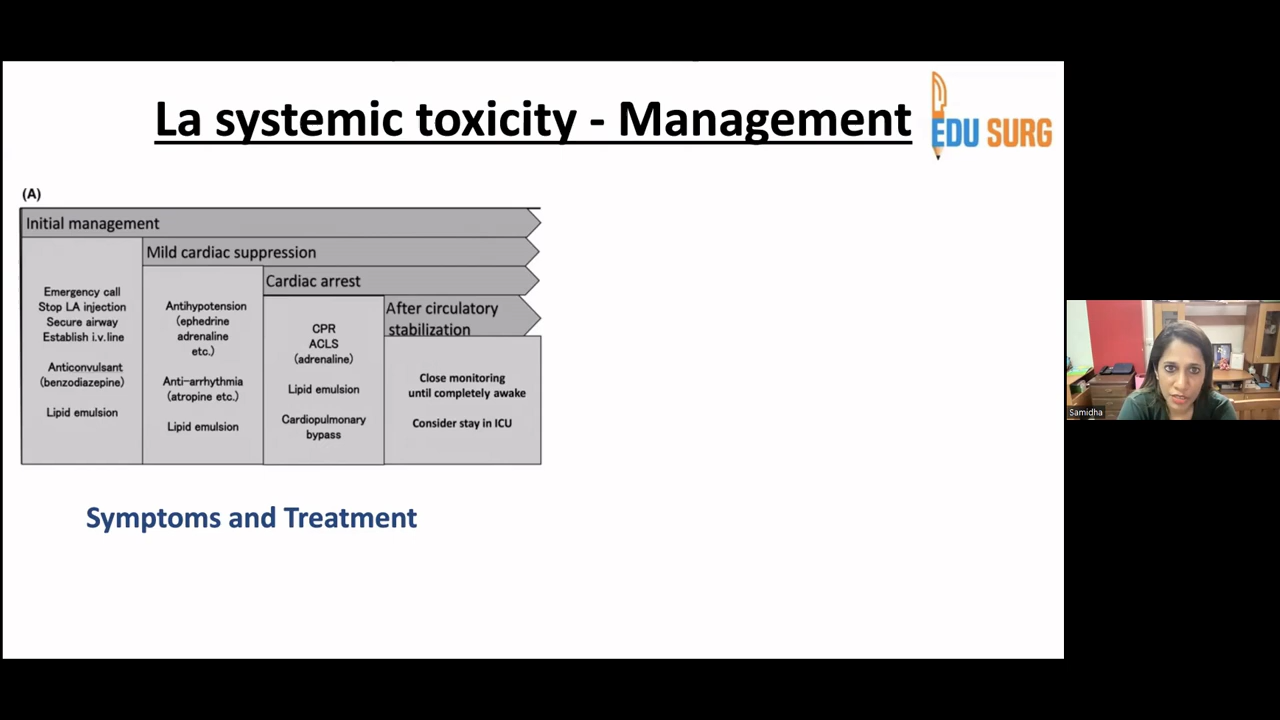 La systemic toxicity - Management
EDU SURG
(A)
Initial management
Mild cardiac suppression
Cardiac arrest
After circulatory
stabilization
Emergency call
Stop LA injection
Secure airway
Establish i.v.line
Anticonvulsant
(benzodiazepine)
Lipid emulsion
Antihypotension
(ephedrine
adrenaline
etc.)
Anti-arrhythmia
(atropine etc.)
Lipid emulsion
CPR
ACLS
(adrenaline)
Lipid emulsion
Cardiopulmonary
bypass
Close monitoring
until completely awake
Consider stay in ICU
Symptoms and Treatment
Samidha